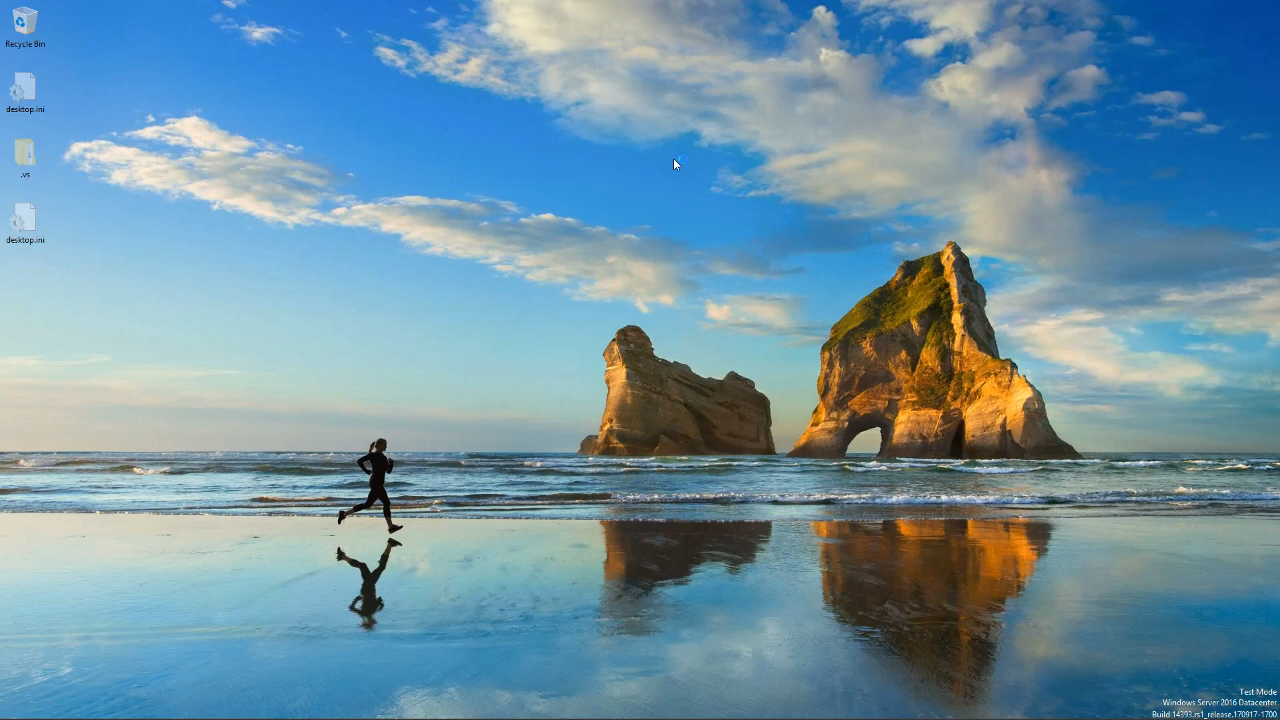 Recycle Bin
desktop.ini
.vs
desktop.ini
Test Mode
Windows Server 2016 Datacenter
Build 14393.rs1_release.170917-1700